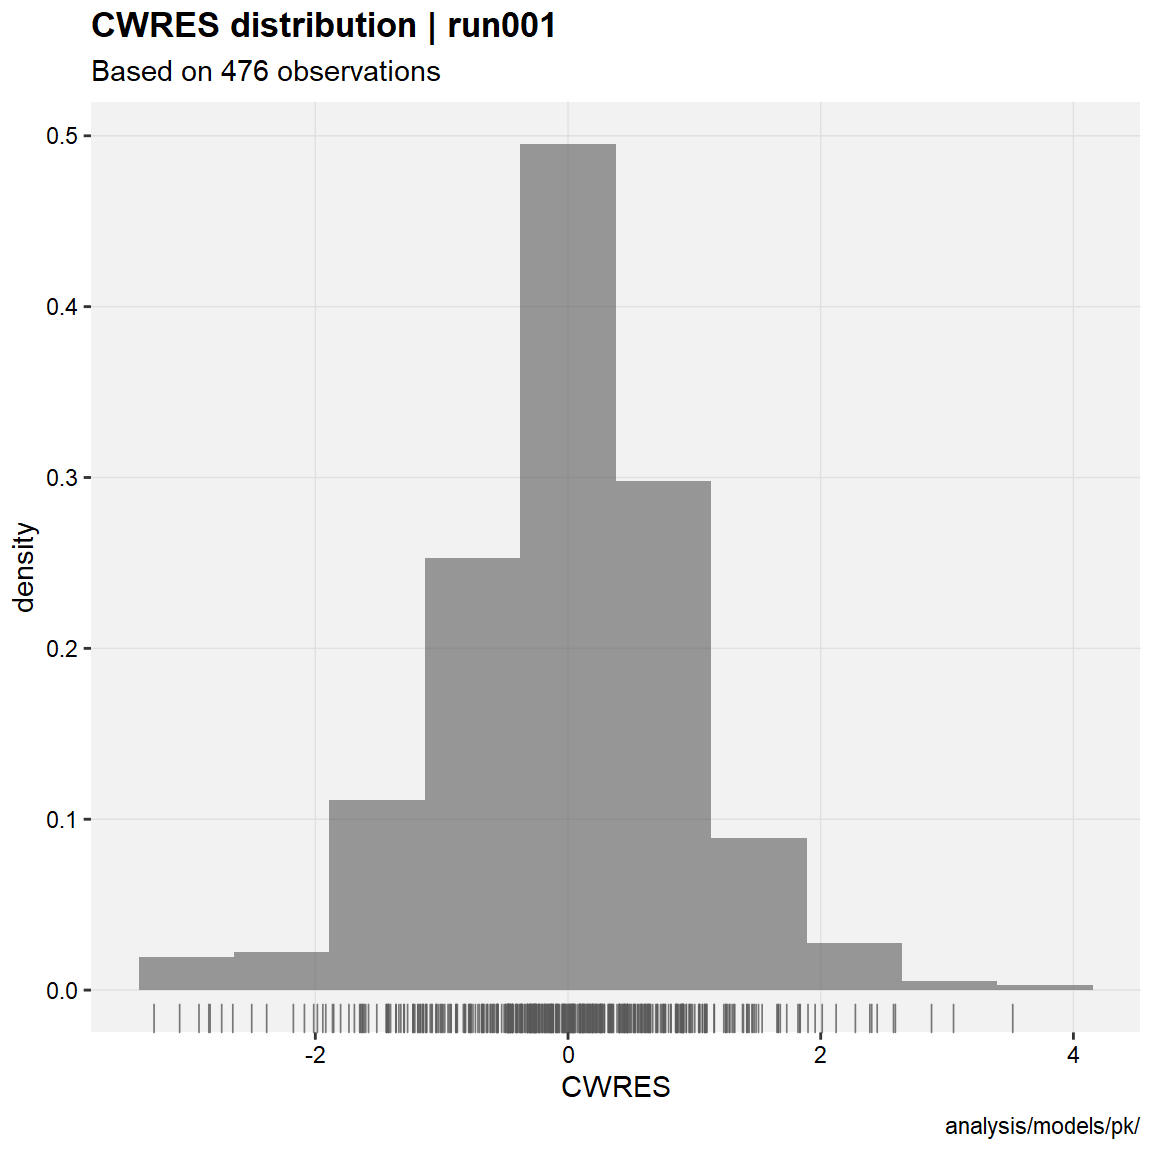 CWRES distribution | run001
Based on 476 observations
0.5
0.4
0.3
0.2
0.1
0.0
density
-2
0
2
4
CWRES
analysis/models/pk/